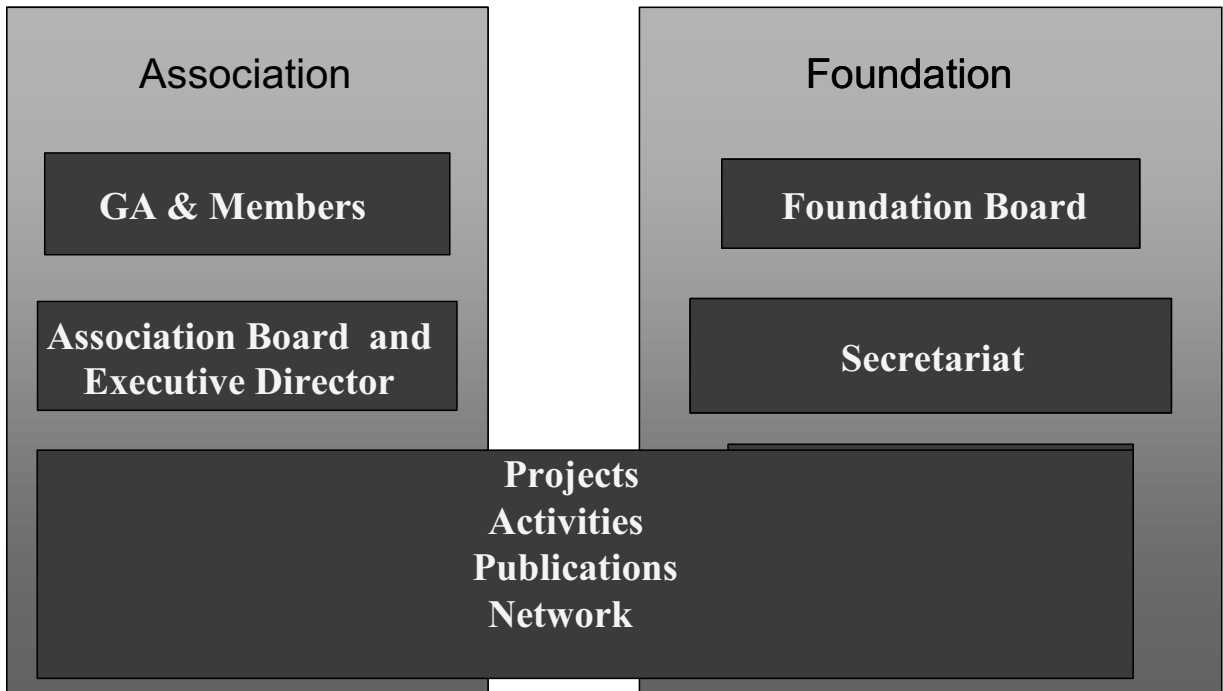 Association
GA & Members
Association Board and
Executive Director
Foundation
Foundation Board
Secretariat
Projects
Activities
Publications
Network